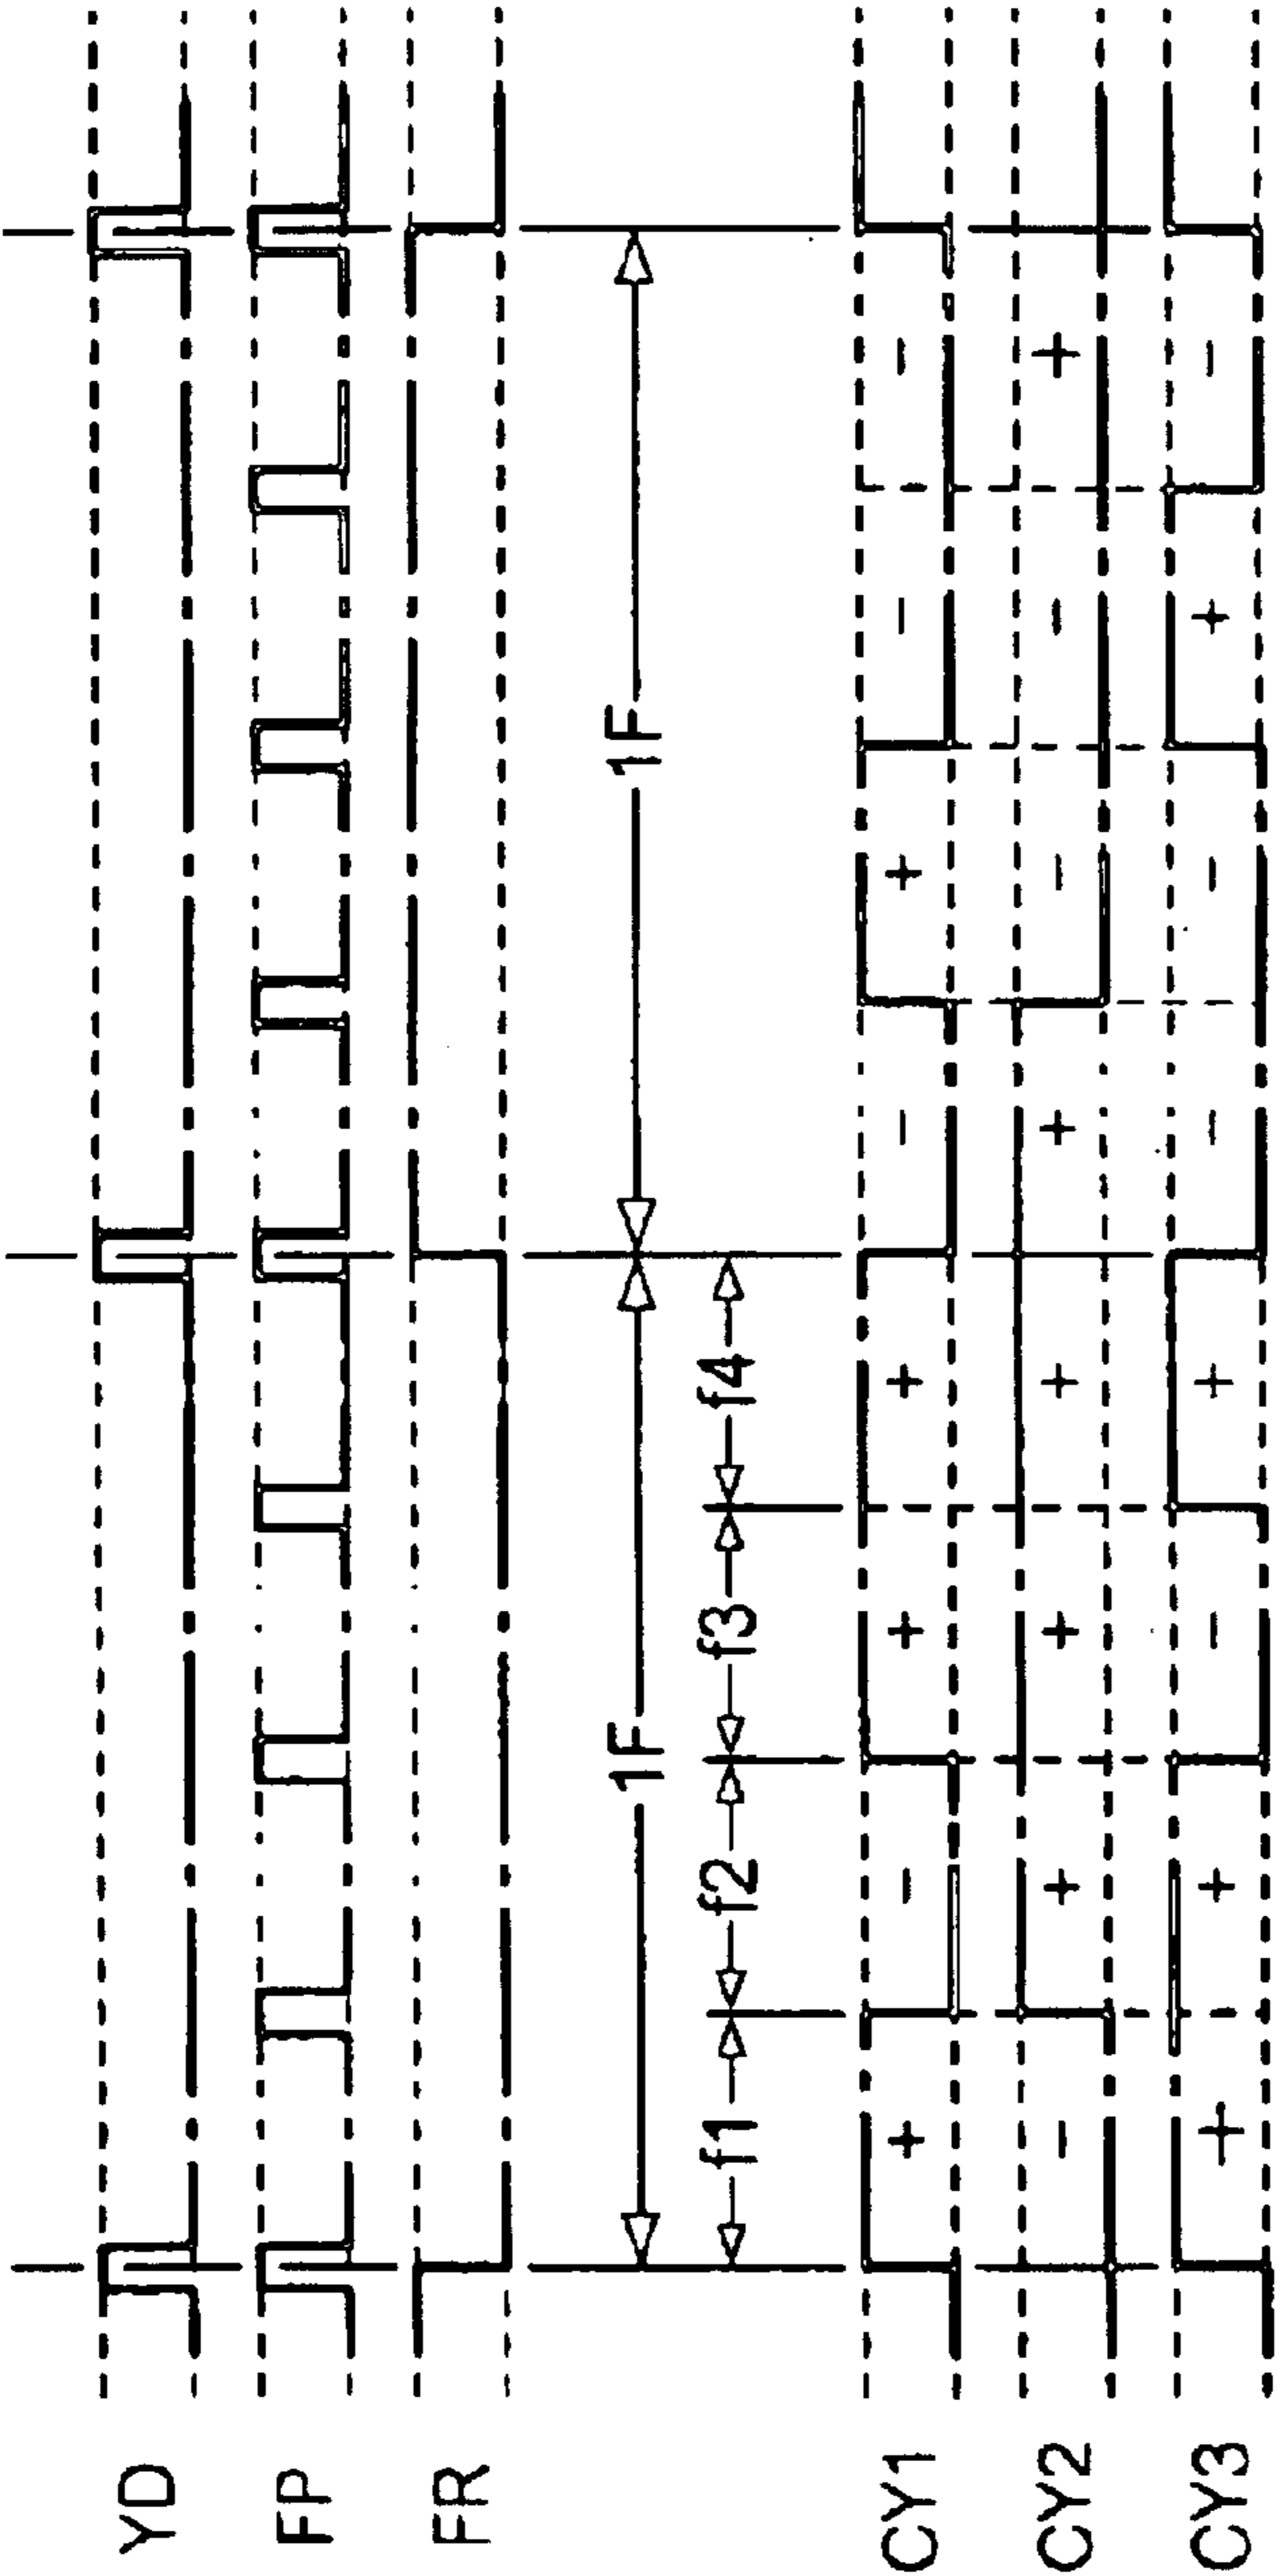 YD
FP
FR
1F 1F
f1 f2 f3 f4
CY1 + − + + − + − −
CY2 − + + + + − − +
CY3 + + − + − − + −